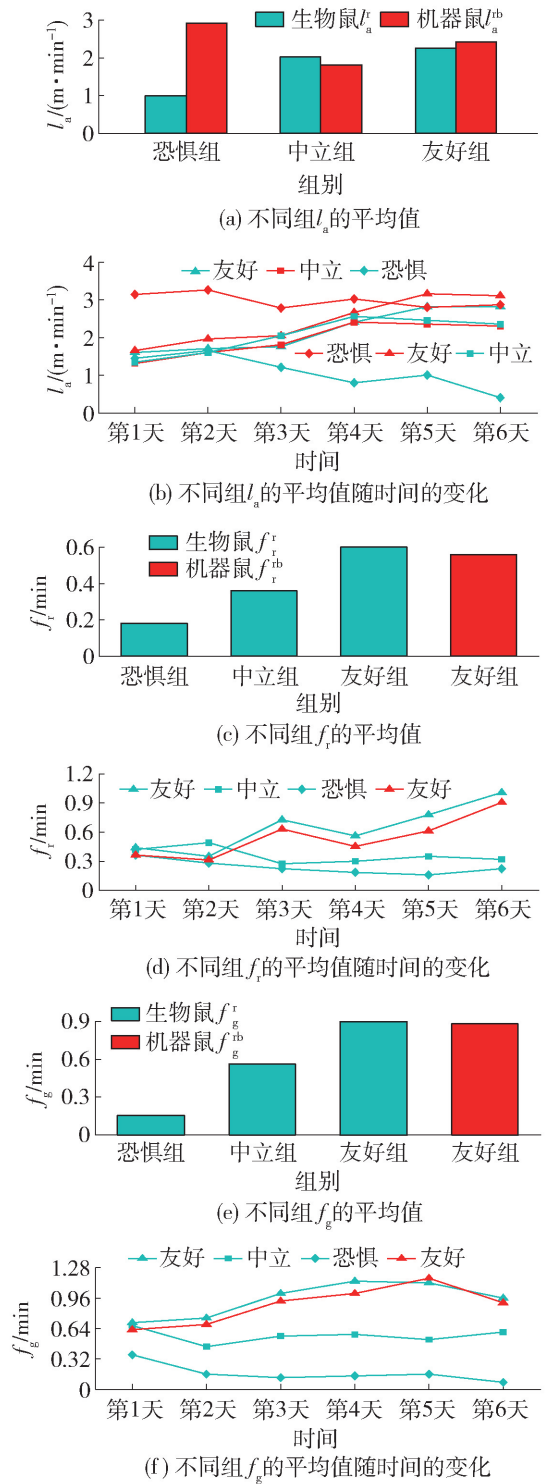 生物鼠lₐʳ 机器鼠lₐʳᵇ
lₐ/(m·min⁻¹)
3
2
1
0
恐惧组 中立组 友好组
组别
(a) 不同组lₐ的平均值
友好 中立 恐惧
lₐ/(m·min⁻¹)
4
3
2
1
0
恐惧 友好 中立
第1天 第2天 第3天 第4天 第5天 第6天
时间
(b) 不同组lₐ的平均值随时间的变化
生物鼠f_r^r
机器鼠f_r^rb
f_r/min
0.6
0.4
0.2
0
恐惧组 中立组 友好组 友好组
组别
(c) 不同组f_r的平均值
友好 中立 恐惧 友好
f_r/min
1.2
0.9
0.6
0.3
0
第1天 第2天 第3天 第4天 第5天 第6天
时间
(d) 不同组f_r的平均值随时间的变化
生物鼠f_g^r
机器鼠f_g^rb
f_g/min
0.9
0.6
0.3
0
恐惧组 中立组 友好组 友好组
组别
(e) 不同组f_g的平均值
友好 中立 恐惧 友好
f_g/min
1.28
0.96
0.64
0.32
0
第1天 第2天 第3天 第4天 第5天 第6天
时间
(f) 不同组f_g的平均值随时间的变化